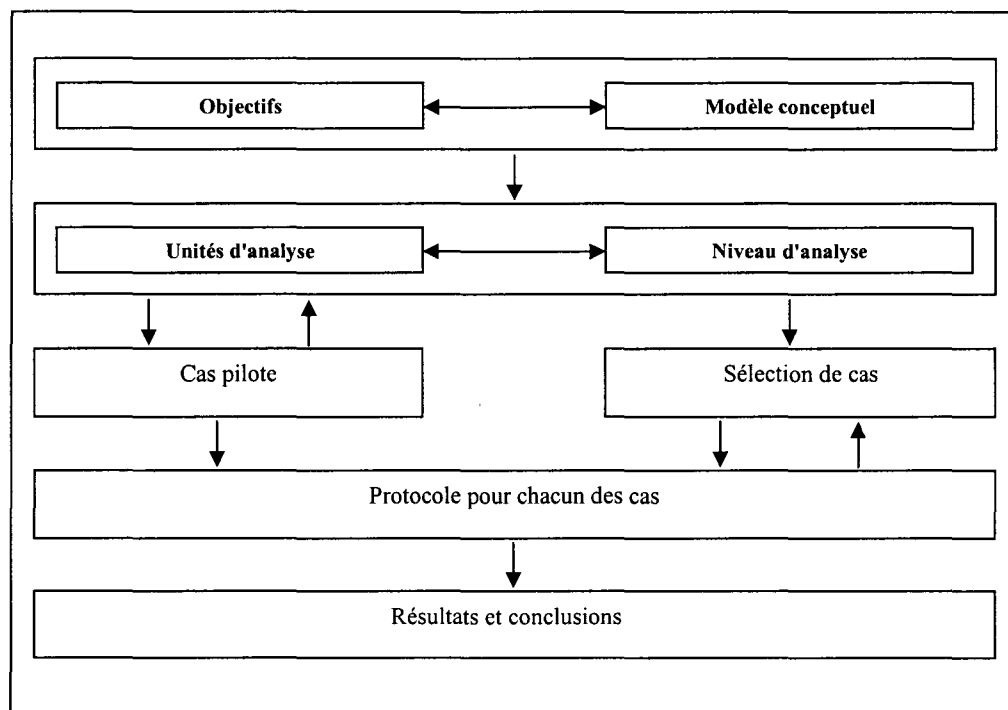 Objectifs
Modèle conceptuel
Unités d'analyse
Niveau d'analyse
Cas pilote
Sélection de cas
Protocole pour chacun des cas
Résultats et conclusions